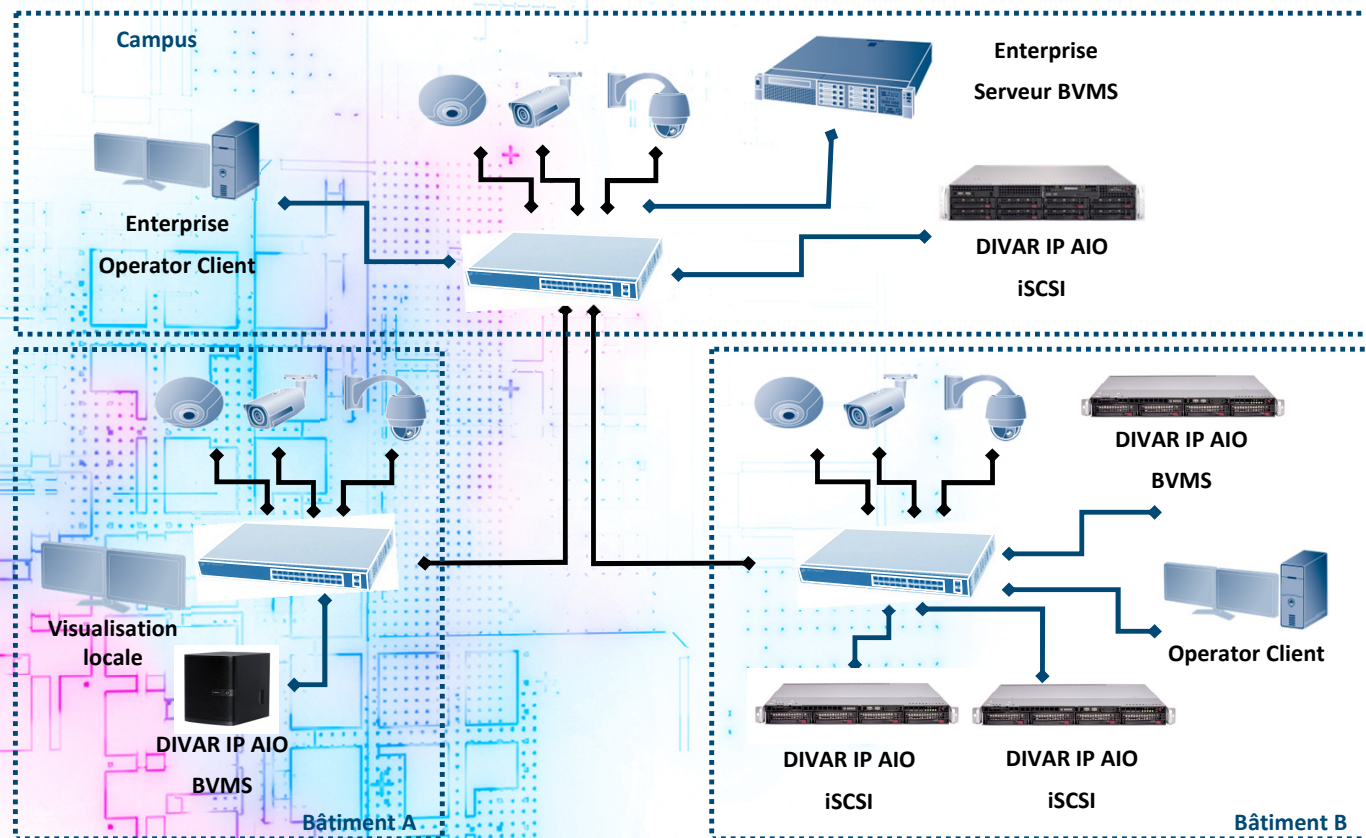 Campus
Enterprise
Serveur BVMS
Enterprise
Operator Client
DIVAR IP AIO
iSCSI
Visualisation
locale
DIVAR IP AIO
BVMS
Bâtiment A
DIVAR IP AIO
BVMS
Operator Client
DIVAR IP AIO
iSCSI
DIVAR IP AIO
iSCSI
Bâtiment B